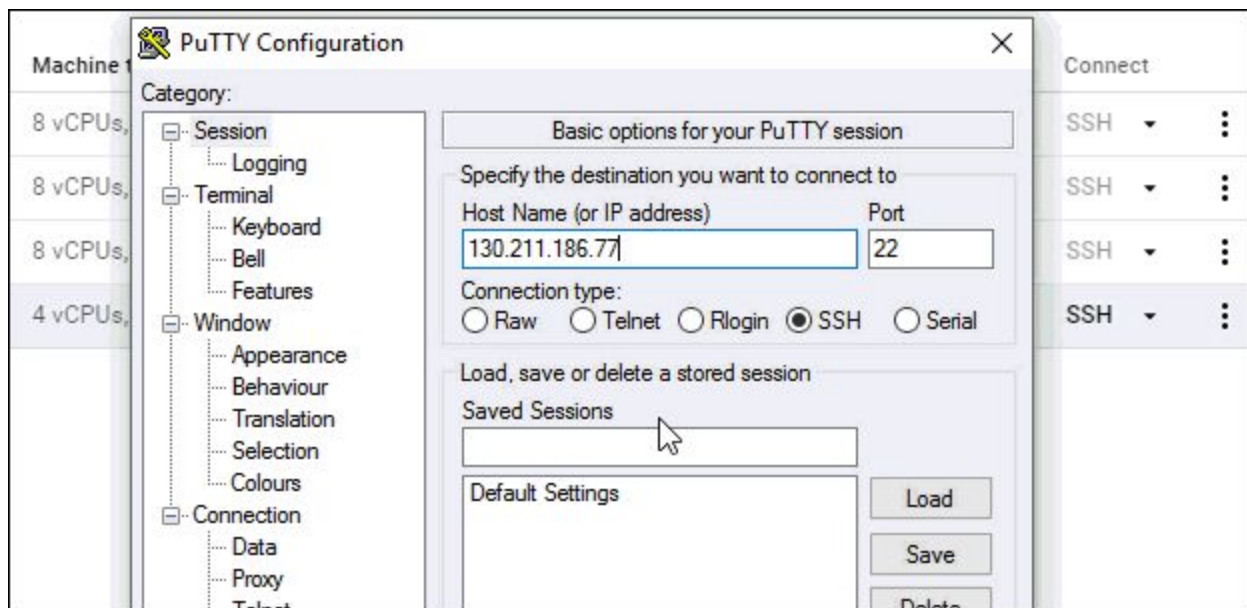 PuTTY Configuration
Machine t
Connect
Category:
8 vCPUs,
Session
Basic options for your PuTTY session
SSH
Logging
Specify the destination you want to connect to
8 vCPUs,
Terminal
SSH
Keyboard
Host Name (or IP address)
Port
8 vCPUs,
Bell
130.211.186.77
22
SSH
Features
Connection type:
4 vCPUs,
Window
Raw Telnet Rlogin SSH Serial
SSH
Appearance
Load, save or delete a stored session
Behaviour
Saved Sessions
Translation
Selection
Colours
Default Settings
Load
Connection
Data
Save
Proxy
Telnet
Delete